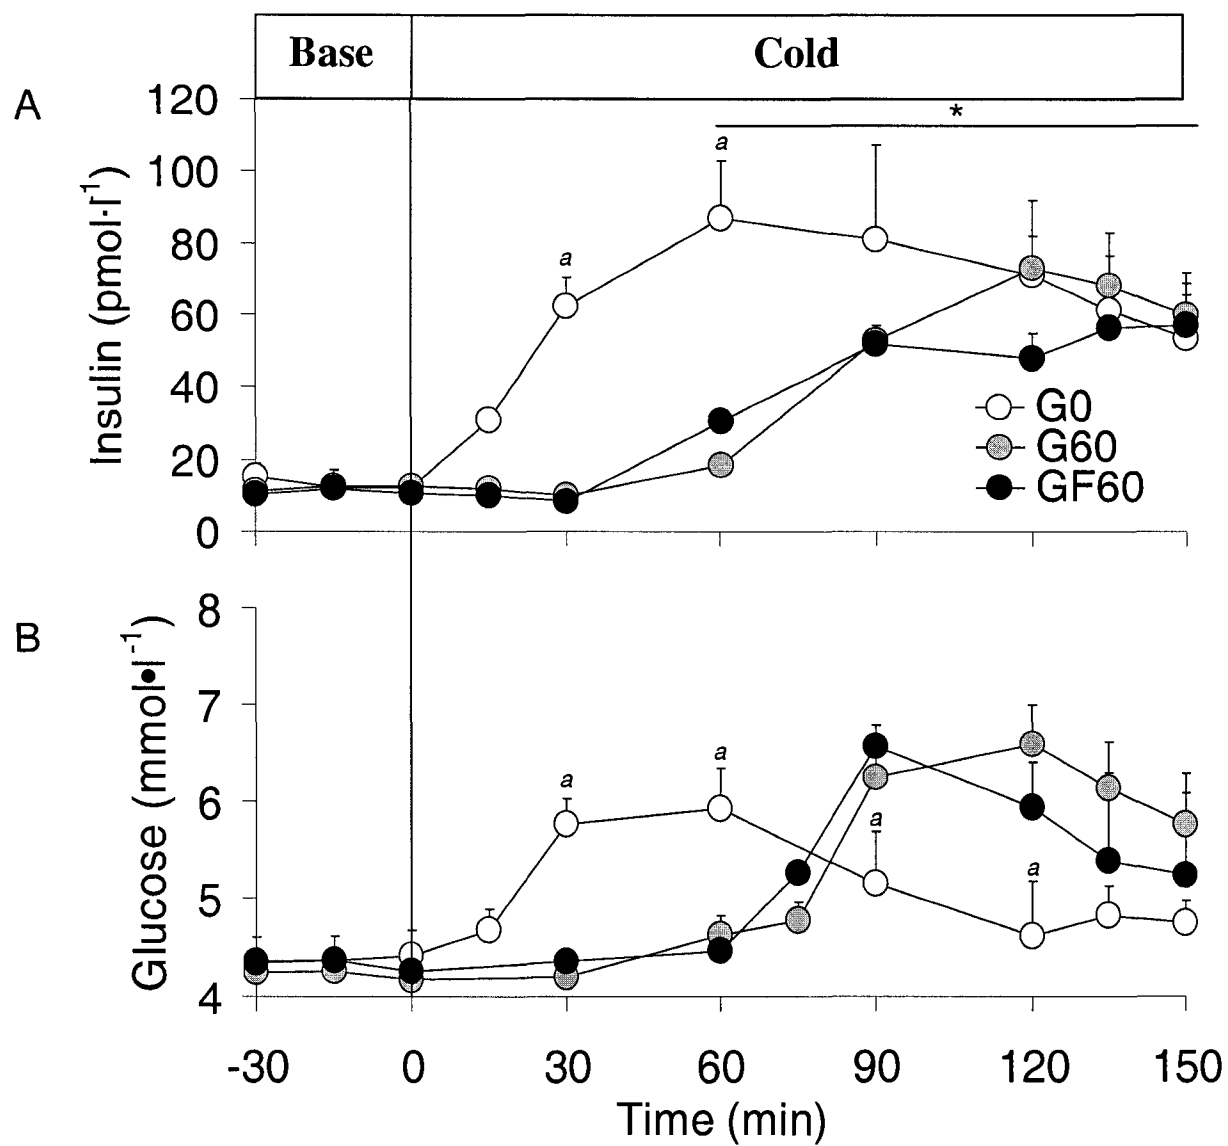 Base Cold
A
120
*
a
100
80
a
60
40
20
0
Insulin (pmol·l⁻¹)
G0
G60
GF60
B
8
7
a
a
6
a
a
5
4
Glucose (mmol•l⁻¹)
-30 0 30 60 90 120 150
Time (min)